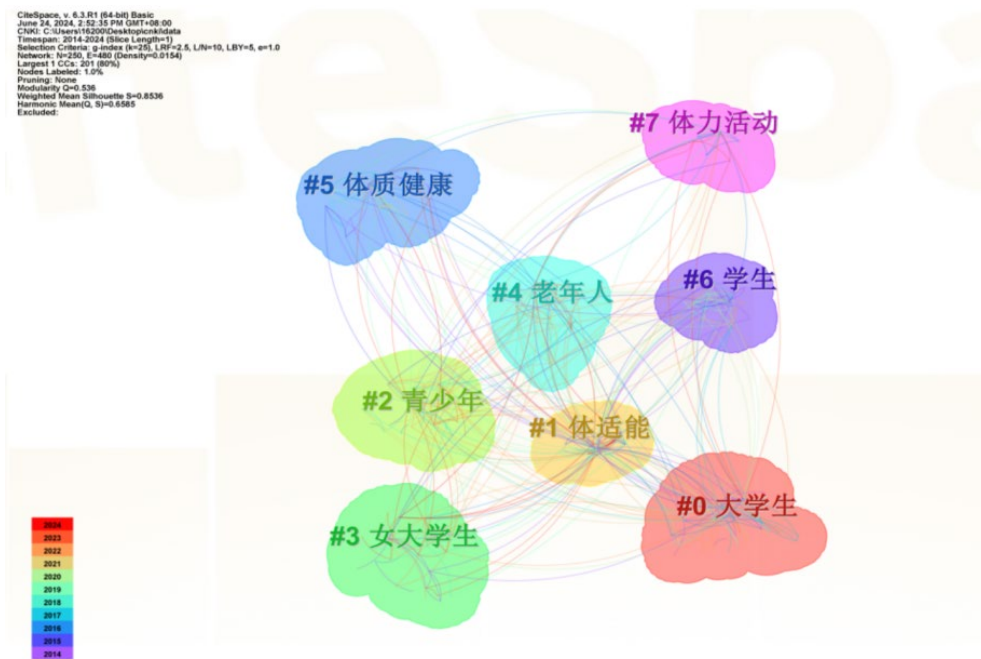 CiteSpace, v. 6.3.R1 (64-bit) Basic
June 24, 2024, 2:52:35 PM GMT+08:00
CNKI: C:\Users\16200\Desktop\cnki\data
Timespan: 2014-2024 (Slice Length=1)
Selection Criteria: g-index (k=25), LRF=2.5, L/N=10, LBY=5, e=1.0
Network: N=250, E=480 (Density=0.0154)
Largest 1 CCs: 201 (80%)
Nodes Labeled: 1.0%
Pruning: None
Modularity Q=0.536
Weighted Mean Silhouette S=0.8536
Harmonic Mean(Q, S)=0.6585
Excluded:
#7 体力活动
#5 体质健康
#6 学生
#4 老年人
#2 青少年
#1 体适能
#0 大学生
#3 女大学生
2024
2023
2022
2021
2020
2019
2018
2017
2016
2015
2014